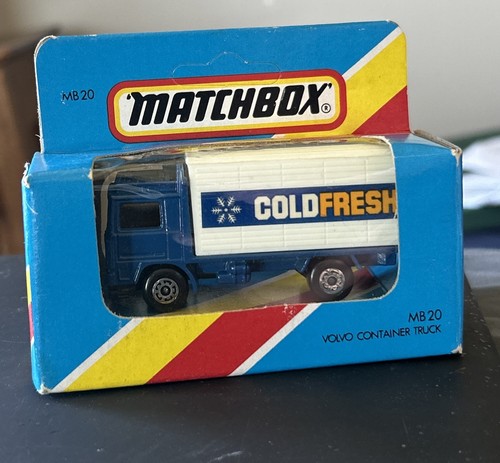 MB 20
"MATCHBOX"®
COLDFRESH
MB 20
VOLVO CONTAINER TRUCK